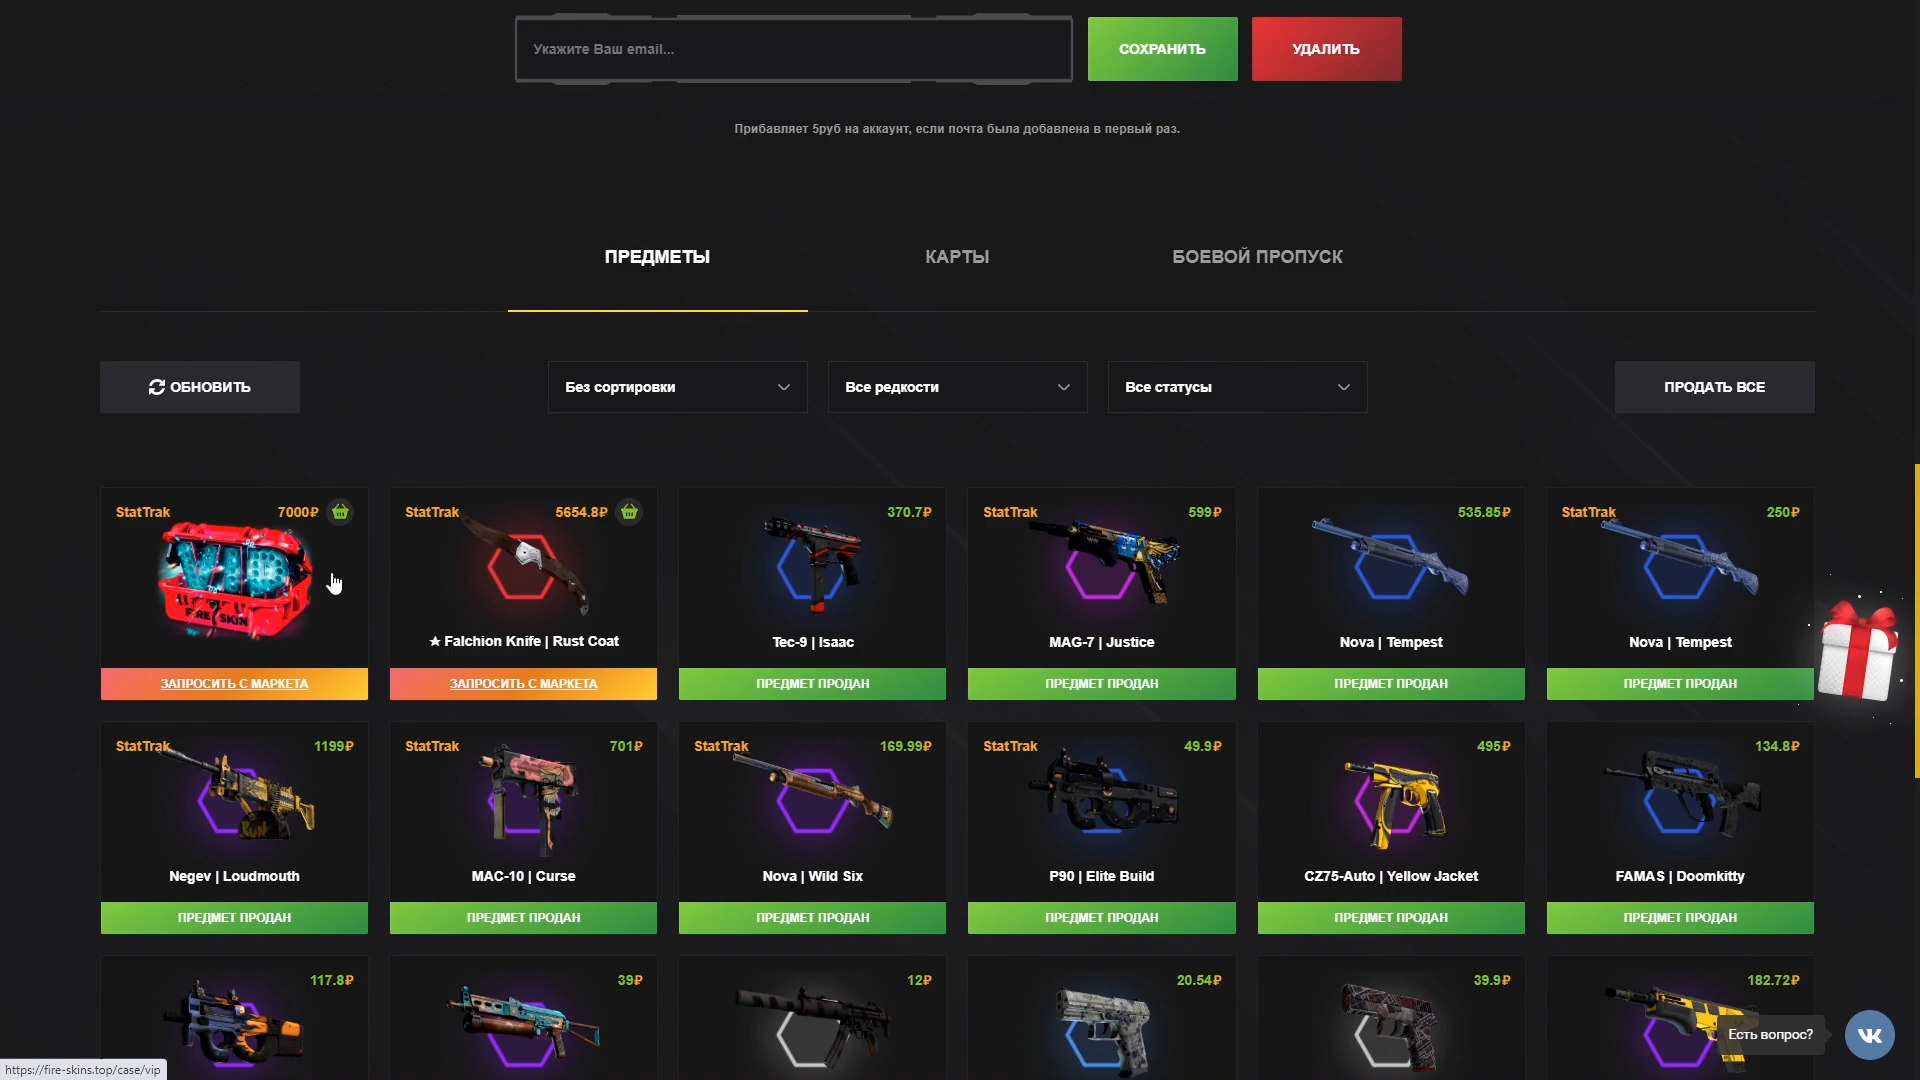 Укажите Ваш email...
СОХРАНИТЬ
УДАЛИТЬ
Прибавляет 5руб на аккаунт, если почта была добавлена в первый раз.
ПРЕДМЕТЫ
КАРТЫ
БОЕВОЙ ПРОПУСК
ОБНОВИТЬ
Без сортировки
Все редкости
Все статусы
ПРОДАТЬ ВСЕ
StatTrak 7000₽
VIP
FIRE SKIN
ЗАПРОСИТЬ С МАРКЕТА
StatTrak 5654.8₽
★ Falchion Knife | Rust Coat
ЗАПРОСИТЬ С МАРКЕТА
370.7₽
Tec-9 | Isaac
ПРЕДМЕТ ПРОДАН
StatTrak 599₽
MAG-7 | Justice
ПРЕДМЕТ ПРОДАН
535.85₽
Nova | Tempest
ПРЕДМЕТ ПРОДАН
StatTrak 250₽
Nova | Tempest
ПРЕДМЕТ ПРОДАН
StatTrak 1199₽
RUN
Negev | Loudmouth
ПРЕДМЕТ ПРОДАН
StatTrak 701₽
MAC-10 | Curse
ПРЕДМЕТ ПРОДАН
StatTrak 169.99₽
Nova | Wild Six
ПРЕДМЕТ ПРОДАН
StatTrak 49.9₽
P90 | Elite Build
ПРЕДМЕТ ПРОДАН
495₽
CZ75-Auto | Yellow Jacket
ПРЕДМЕТ ПРОДАН
134.8₽
FAMAS | Doomkitty
ПРЕДМЕТ ПРОДАН
117.8₽
39₽
12₽
20.54₽
39.9₽
182.72₽
Есть вопрос?
https://fire-skins.top/case/vip